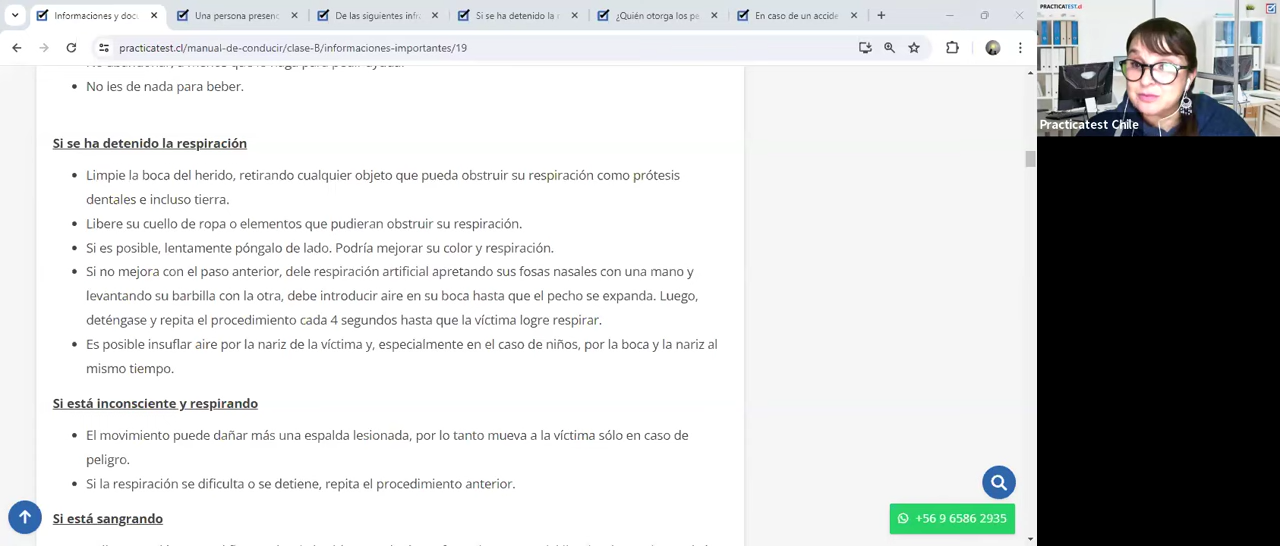 Informaciones y docu
Una persona presenc
De las siguientes infra
Si se ha detenido la r
¿Quién otorga los pe
En caso de un accide
practicatest.cl/manual-de-conducir/clase-B/informaciones-importantes/19
PRACTICATEST.cl
Practicatest Chile
No les de nada para beber.
Si se ha detenido la respiración
Limpie la boca del herido, retirando cualquier objeto que pueda obstruir su respiración como prótesis
dentales e incluso tierra.
Libere su cuello de ropa o elementos que pudieran obstruir su respiración.
Si es posible, lentamente póngalo de lado. Podría mejorar su color y respiración.
Si no mejora con el paso anterior, dele respiración artificial apretando sus fosas nasales con una mano y
levantando su barbilla con la otra, debe introducir aire en su boca hasta que el pecho se expanda. Luego,
deténgase y repita el procedimiento cada 4 segundos hasta que la víctima logre respirar.
Es posible insuflar aire por la nariz de la víctima y, especialmente en el caso de niños, por la boca y la nariz al
mismo tiempo.
Si está inconsciente y respirando
El movimiento puede dañar más una espalda lesionada, por lo tanto mueva a la víctima sólo en caso de
peligro.
Si la respiración se dificulta o se detiene, repita el procedimiento anterior.
Si está sangrando
+56 9 6586 2935